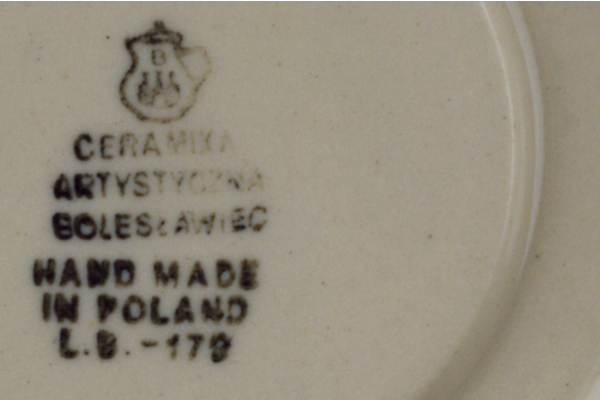 B
CERAMIKA
ARTYSTYCZNA
BOLESŁAWIEC
HAND MADE
IN POLAND
L.B.-179